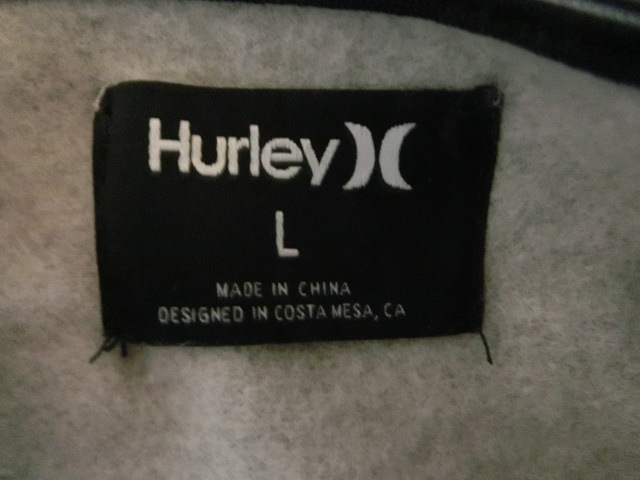 Hurley
L
MADE IN CHINA
DESIGNED IN COSTA MESA, CA